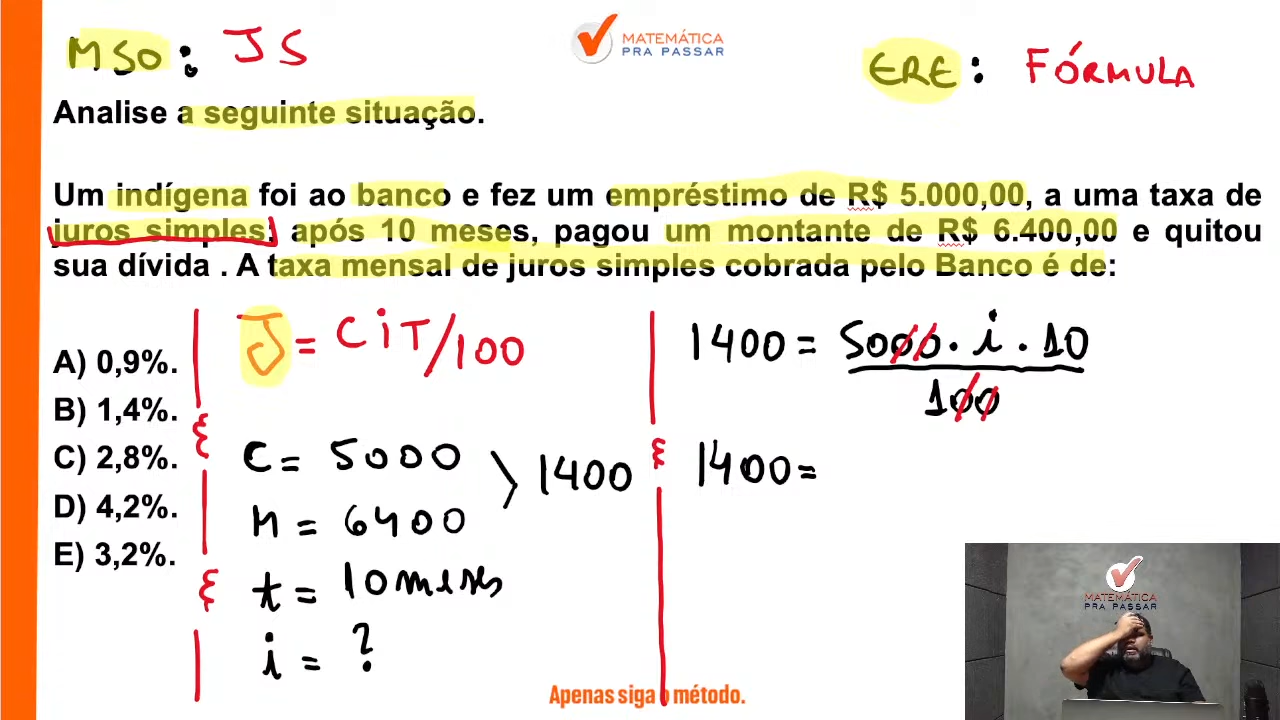 MSO: JS
MATEMÁTICA
PRA PASSAR
ERE: FÓRMULA
Analise a seguinte situação.
Um indígena foi ao banco e fez um empréstimo de R$ 5.000,00, a uma taxa de
juros simples, após 10 meses, pagou um montante de R$ 6.400,00 e quitou
sua dívida . A taxa mensal de juros simples cobrada pelo Banco é de:
A) 0,9%.
B) 1,4%.
C) 2,8%.
D) 4,2%.
E) 3,2%.
J = CiT/100
C = 5000
1400
M = 6400
t = 10 meses
i = ?
1400 = 5000 . i . 10
100
1400 =
MATEMÁTICA
PRA PASSAR
Apenas siga o método.